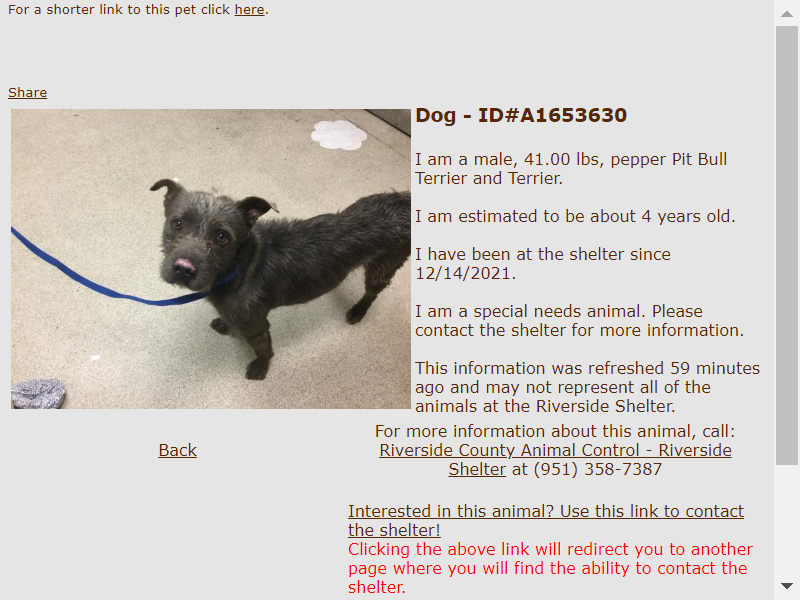 For a shorter link to this pet click here.
Share
Dog - ID#A1653630
I am a male, 41.00 lbs, pepper Pit Bull
Terrier and Terrier.
I am estimated to be about 4 years old.
I have been at the shelter since
12/14/2021.
I am a special needs animal. Please
contact the shelter for more information.
This information was refreshed 59 minutes
ago and may not represent all of the
animals at the Riverside Shelter.
Back
For more information about this animal, call:
Riverside County Animal Control - Riverside
Shelter at (951) 358-7387
Interested in this animal? Use this link to contact
the shelter!
Clicking the above link will redirect you to another
page where you will find the ability to contact the
shelter.